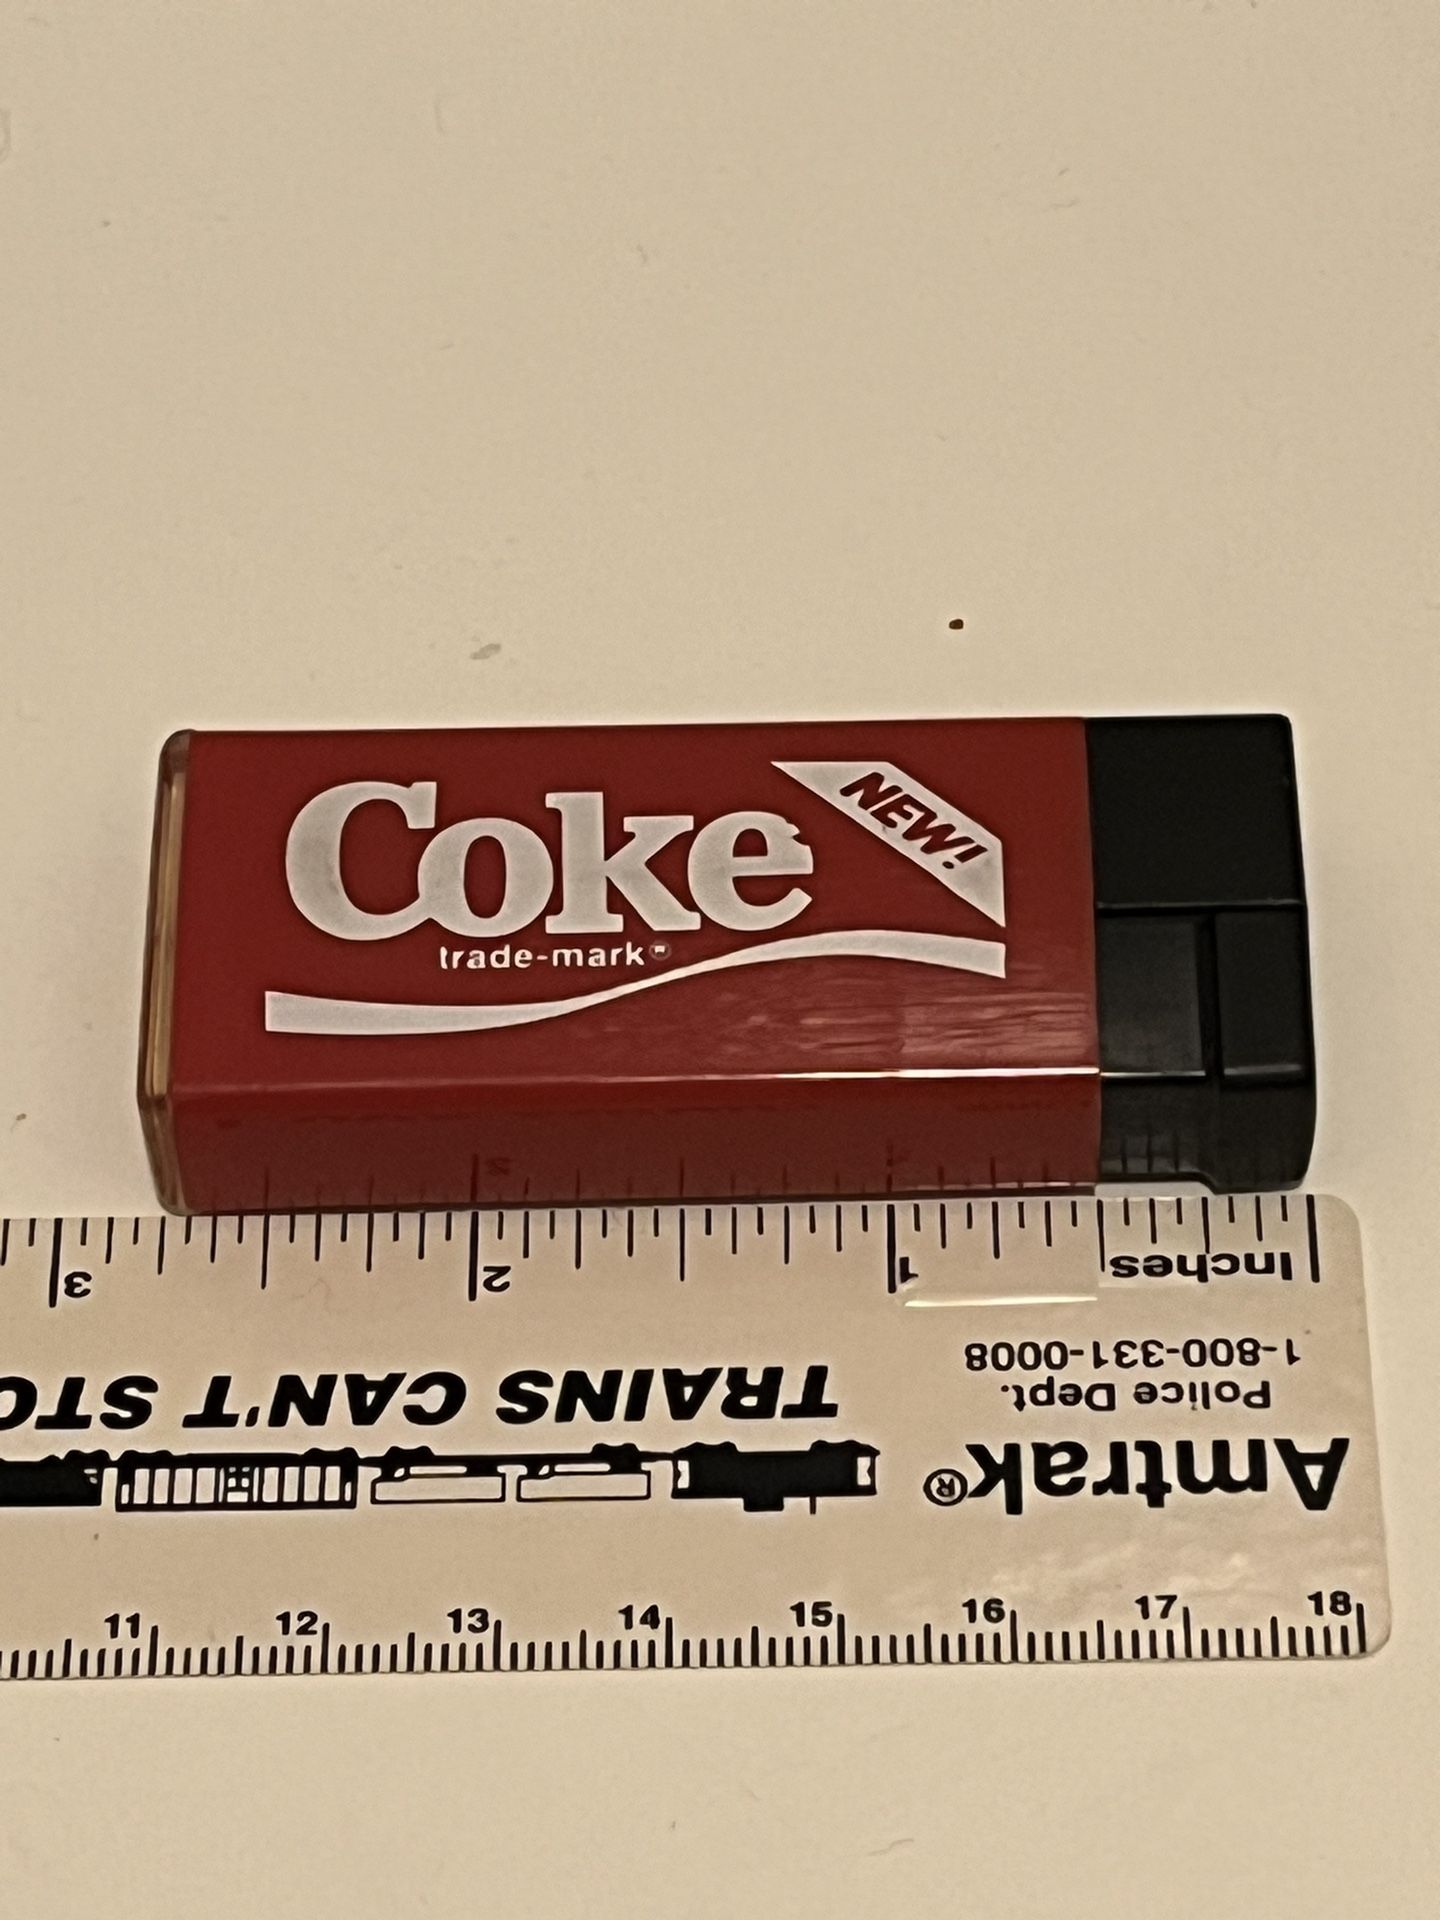 Coke
NEW!
trade-mark®
Inches 1 2 3
1-800-331-0008
Police Dept.
TRAINS CAN'T STO
Amtrak®
11 12 13 14 15 16 17 18